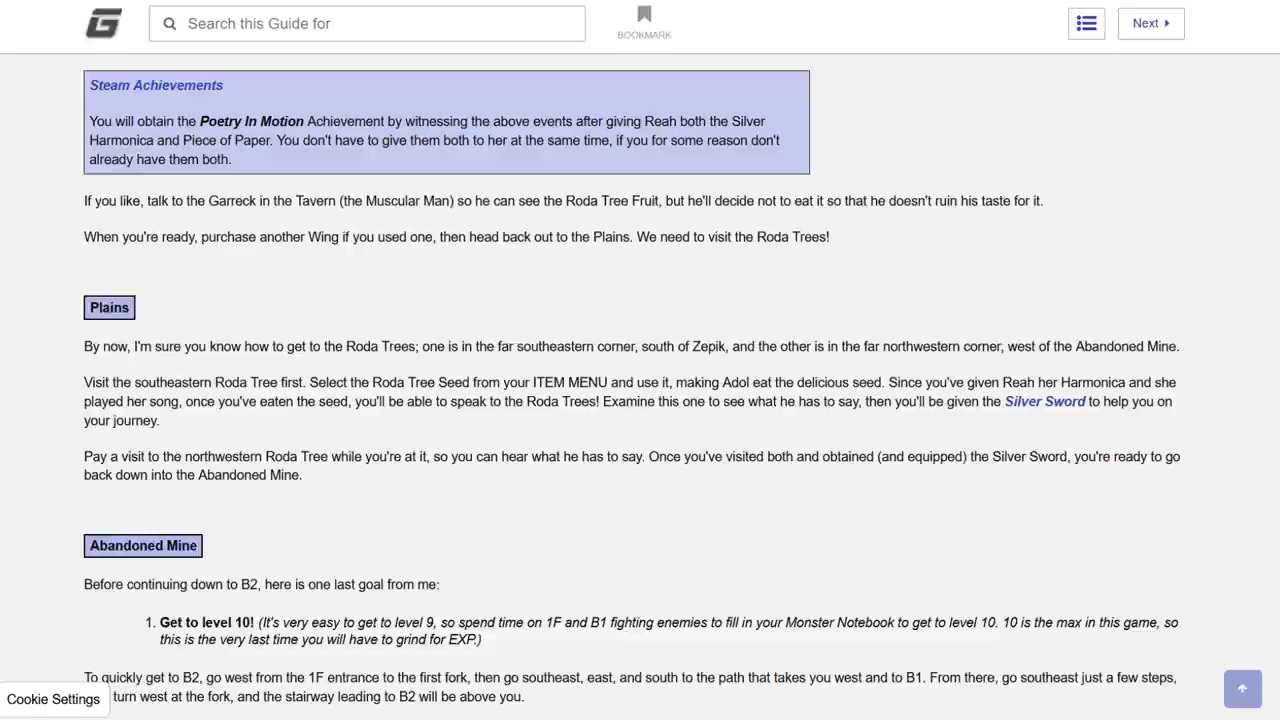 G
Search this Guide for
BOOKMARK
Next
Steam Achievements
You will obtain the Poetry In Motion Achievement by witnessing the above events after giving Reah both the Silver
Harmonica and Piece of Paper. You don't have to give them both to her at the same time, if you for some reason don't
already have them both.
If you like, talk to the Garreck in the Tavern (the Muscular Man) so he can see the Roda Tree Fruit, but he'll decide not to eat it so that he doesn't ruin his taste for it.
When you're ready, purchase another Wing if you used one, then head back out to the Plains. We need to visit the Roda Trees!
Plains
By now, I'm sure you know how to get to the Roda Trees; one is in the far southeastern corner, south of Zepik, and the other is in the far northwestern corner, west of the Abandoned Mine.
Visit the southeastern Roda Tree first. Select the Roda Tree Seed from your ITEM MENU and use it, making Adol eat the delicious seed. Since you've given Reah her Harmonica and she
played her song, once you've eaten the seed, you'll be able to speak to the Roda Trees! Examine this one to see what he has to say, then you'll be given the Silver Sword to help you on
your journey.
Pay a visit to the northwestern Roda Tree while you're at it, so you can hear what he has to say. Once you've visited both and obtained (and equipped) the Silver Sword, you're ready to go
back down into the Abandoned Mine.
Abandoned Mine
Before continuing down to B2, here is one last goal from me:
1. Get to level 10! (It's very easy to get to level 9, so spend time on 1F and B1 fighting enemies to fill in your Monster Notebook to get to level 10. 10 is the max in this game, so
this is the very last time you will have to grind for EXP.)
To quickly get to B2, go west from the 1F entrance to the first fork, then go southeast, east, and south to the path that takes you west and to B1. From there, go southeast just a few steps,
turn west at the fork, and the stairway leading to B2 will be above you.
Cookie Settings